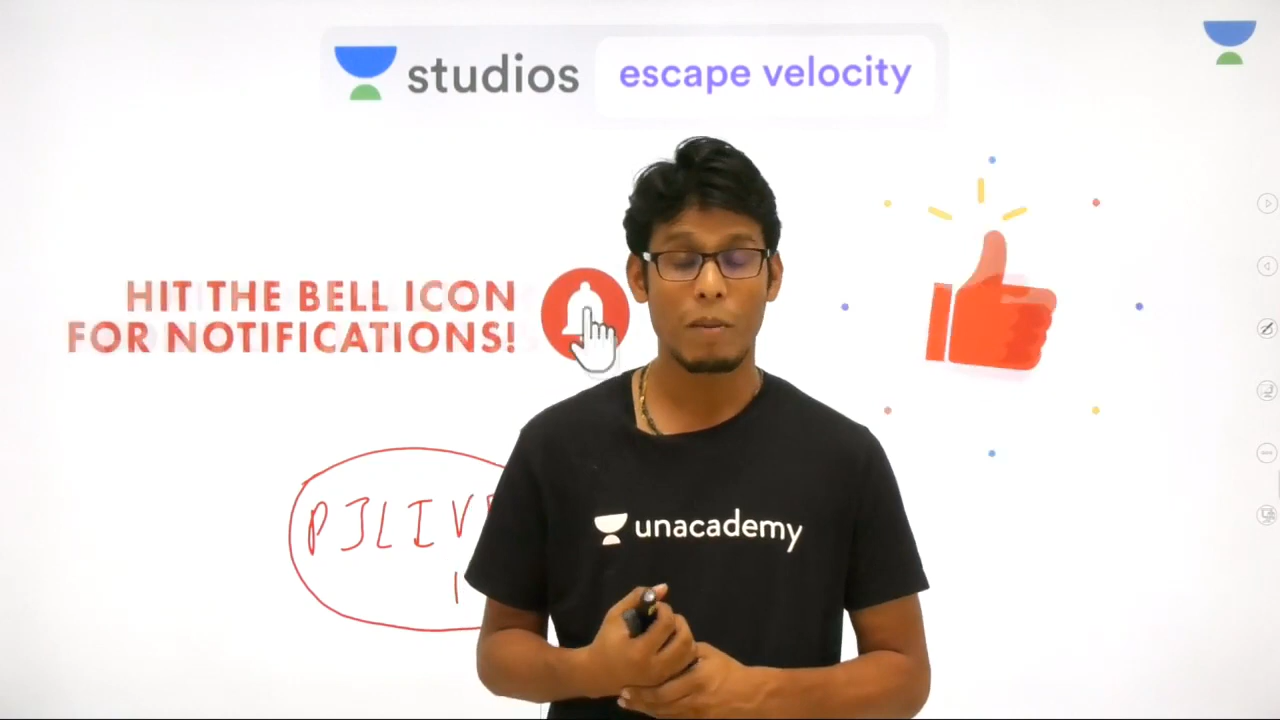 studios escape velocity
HIT THE BELL ICON
FOR NOTIFICATIONS!
unacademy